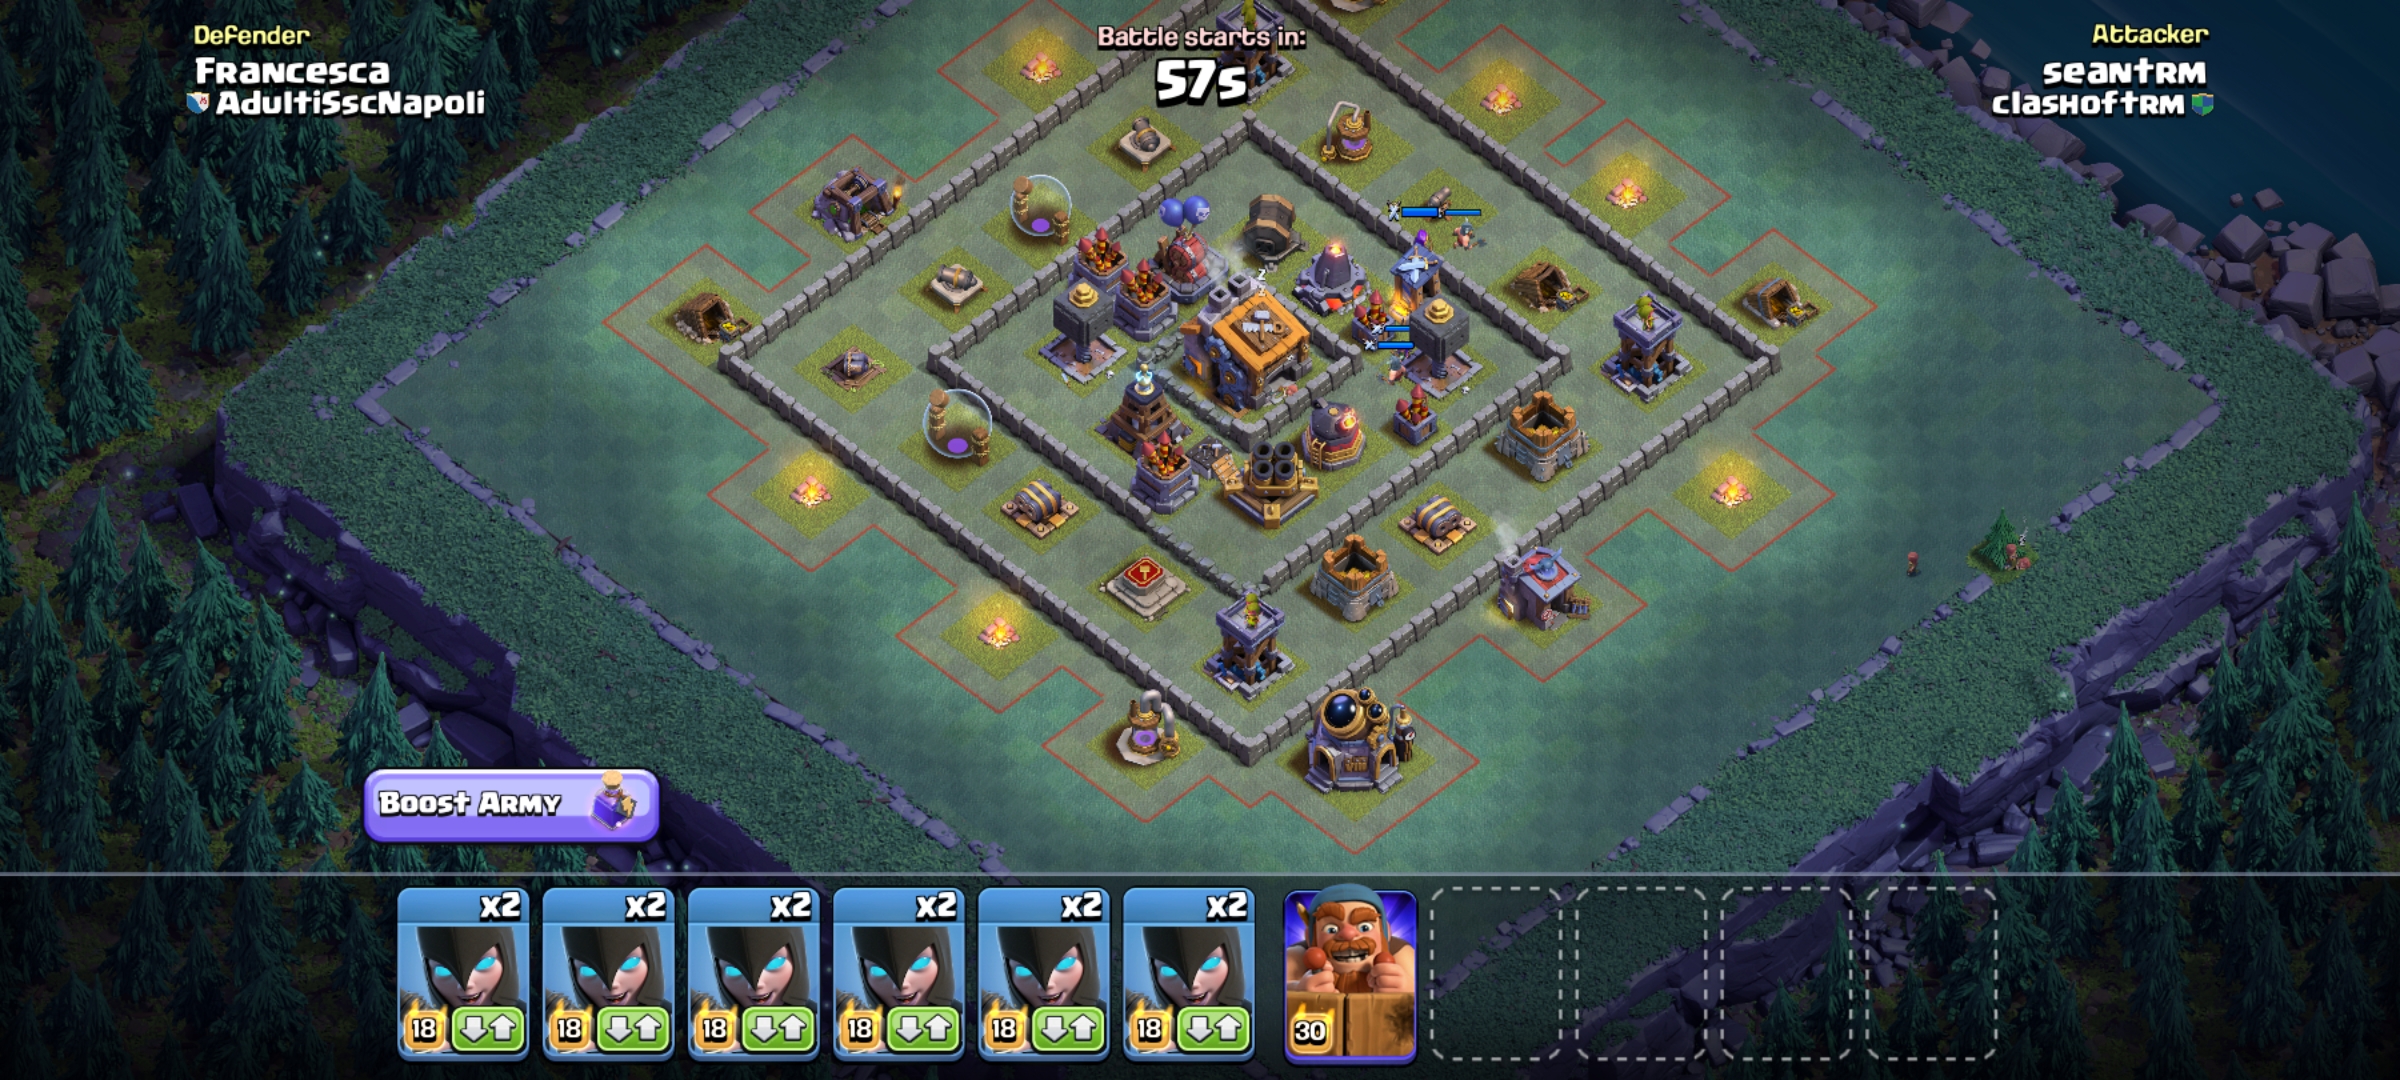 Defender
Francesca
AdultiSscNapoli
Battle starts in:
57s
Attacker
seantRM
clashoftRM
Boost Army
x2
x2
x2
x2
x2
x2
18
18
18
18
18
18
30